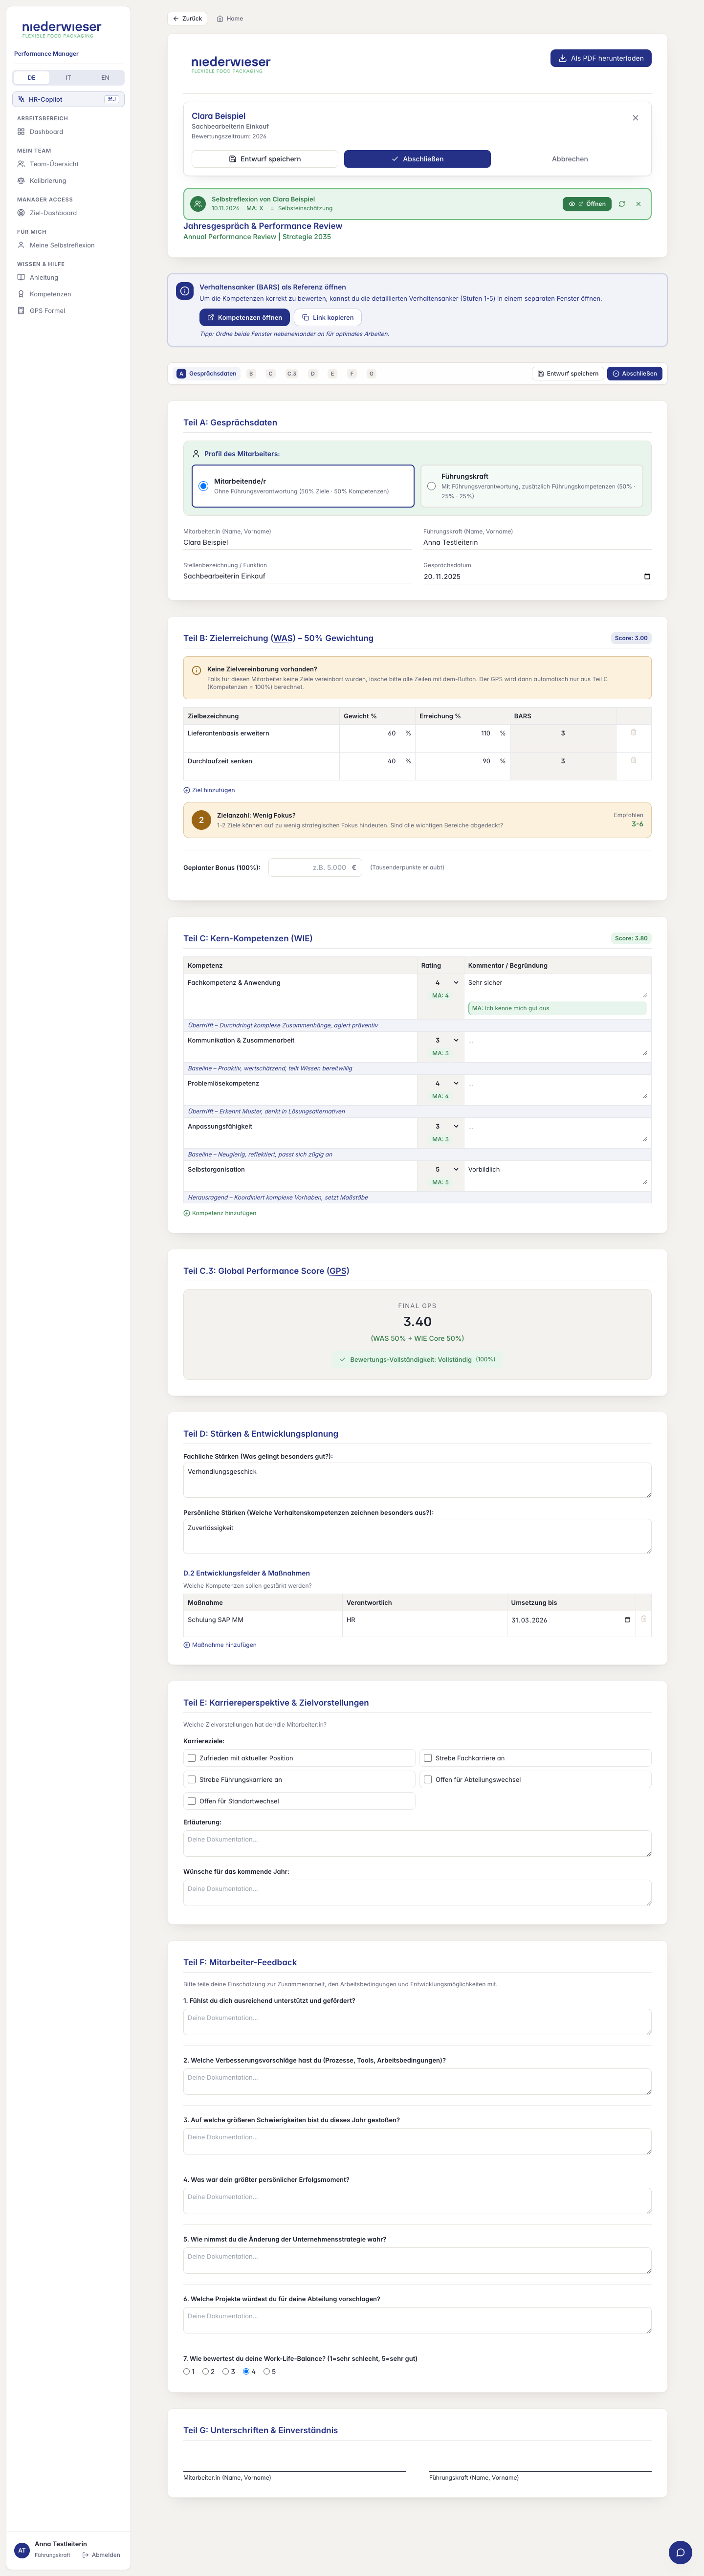 niederwieser
FLEXIBLE FOOD PACKAGING
Performance Manager
DE IT EN
HR-Copilot ⌘J
ARBEITSBEREICH
Dashboard
MEIN TEAM
Team-Übersicht
Kalibrierung
MANAGER ACCESS
Ziel-Dashboard
FÜR MICH
Meine Selbstreflexion
WISSEN & HILFE
Anleitung
Kompetenzen
GPS Formel
AT
Anna Testleiterin
Führungskraft
Abmelden
Zurück Home
niederwieser
FLEXIBLE FOOD PACKAGING
Als PDF herunterladen
Clara Beispiel
Sachbearbeiterin Einkauf
Bewertungszeitraum: 2026
Entwurf speichern Abschließen Abbrechen
Selbstreflexion von Clara Beispiel
10.11.2026 MA: X Selbsteinschätzung
Öffnen
Jahresgespräch & Performance Review
Annual Performance Review | Strategie 2035
Verhaltensanker (BARS) als Referenz öffnen
Um die Kompetenzen korrekt zu bewerten, kannst du die detaillierten Verhaltensanker (Stufen 1-5) in einem separaten Fenster öffnen.
Kompetenzen öffnen Link kopieren
Tipp: Ordne beide Fenster nebeneinander an für optimales Arbeiten.
A Gesprächsdaten B C C.3 D E F G Entwurf speichern Abschließen
Teil A: Gesprächsdaten
Profil des Mitarbeiters:
Mitarbeitende/r
Ohne Führungsverantwortung (50% Ziele · 50% Kompetenzen)
Führungskraft
Mit Führungsverantwortung, zusätzlich Führungskompetenzen (50% · 25% · 25%)
Mitarbeiter:in (Name, Vorname)
Clara Beispiel
Führungskraft (Name, Vorname)
Anna Testleiterin
Stellenbezeichnung / Funktion
Sachbearbeiterin Einkauf
Gesprächsdatum
20.11.2025
Teil B: Zielerreichung (WAS) – 50% Gewichtung Score: 3.00
Keine Zielvereinbarung vorhanden?
Falls für diesen Mitarbeiter keine Ziele vereinbart wurden, lösche bitte alle Zeilen mit dem-Button. Der GPS wird dann automatisch nur aus Teil C
(Kompetenzen = 100%) berechnet.
Zielbezeichnung Gewicht % Erreichung % BARS
Lieferantenbasis erweitern 60 % 110 % 3
Durchlaufzeit senken 40 % 90 % 3
Ziel hinzufügen
2
Zielanzahl: Wenig Fokus?
1-2 Ziele können auf zu wenig strategischen Fokus hindeuten. Sind alle wichtigen Bereiche abgedeckt?
Empfohlen
3-6
Geplanter Bonus (100%): z.B. 5.000 € (Tausenderpunkte erlaubt)
Teil C: Kern-Kompetenzen (WIE) Score: 3.80
Kompetenz Rating Kommentar / Begründung
Fachkompetenz & Anwendung 4 Sehr sicher
MA: 4 MA: Ich kenne mich gut aus
Übertrifft – Durchdringt komplexe Zusammenhänge, agiert präventiv
Kommunikation & Zusammenarbeit 3 ...
MA: 3
Baseline – Proaktiv, wertschätzend, teilt Wissen bereitwillig
Problemlösekompetenz 4 ...
MA: 4
Übertrifft – Erkennt Muster, denkt in Lösungsalternativen
Anpassungsfähigkeit 3 ...
MA: 3
Baseline – Neugierig, reflektiert, passt sich zügig an
Selbstorganisation 5 Vorbildlich
MA: 5
Herausragend – Koordiniert komplexe Vorhaben, setzt Maßstäbe
Kompetenz hinzufügen
Teil C.3: Global Performance Score (GPS)
FINAL GPS
3.40
(WAS 50% + WIE Core 50%)
Bewertungs-Vollständigkeit: Vollständig (100%)
Teil D: Stärken & Entwicklungsplanung
Fachliche Stärken (Was gelingt besonders gut?):
Verhandlungsgeschick
Persönliche Stärken (Welche Verhaltenskompetenzen zeichnen besonders aus?):
Zuverlässigkeit
D.2 Entwicklungsfelder & Maßnahmen
Welche Kompetenzen sollen gestärkt werden?
Maßnahme Verantwortlich Umsetzung bis
Schulung SAP MM HR 31.03.2026
Maßnahme hinzufügen
Teil E: Karriereperspektive & Zielvorstellungen
Welche Zielvorstellungen hat der/die Mitarbeiter:in?
Karriereziele:
Zufrieden mit aktueller Position Strebe Fachkarriere an
Strebe Führungskarriere an Offen für Abteilungswechsel
Offen für Standortwechsel
Erläuterung:
Deine Dokumentation...
Wünsche für das kommende Jahr:
Deine Dokumentation...
Teil F: Mitarbeiter-Feedback
Bitte teile deine Einschätzung zur Zusammenarbeit, den Arbeitsbedingungen und Entwicklungsmöglichkeiten mit.
1. Fühlst du dich ausreichend unterstützt und gefördert?
Deine Dokumentation...
2. Welche Verbesserungsvorschläge hast du (Prozesse, Tools, Arbeitsbedingungen)?
Deine Dokumentation...
3. Auf welche größeren Schwierigkeiten bist du dieses Jahr gestoßen?
Deine Dokumentation...
4. Was war dein größter persönlicher Erfolgsmoment?
Deine Dokumentation...
5. Wie nimmst du die Änderung der Unternehmensstrategie wahr?
Deine Dokumentation...
6. Welche Projekte würdest du für deine Abteilung vorschlagen?
Deine Dokumentation...
7. Wie bewertest du deine Work-Life-Balance? (1=sehr schlecht, 5=sehr gut)
1 2 3 4 5
Teil G: Unterschriften & Einverständnis
Mitarbeiter:in (Name, Vorname) Führungskraft (Name, Vorname)